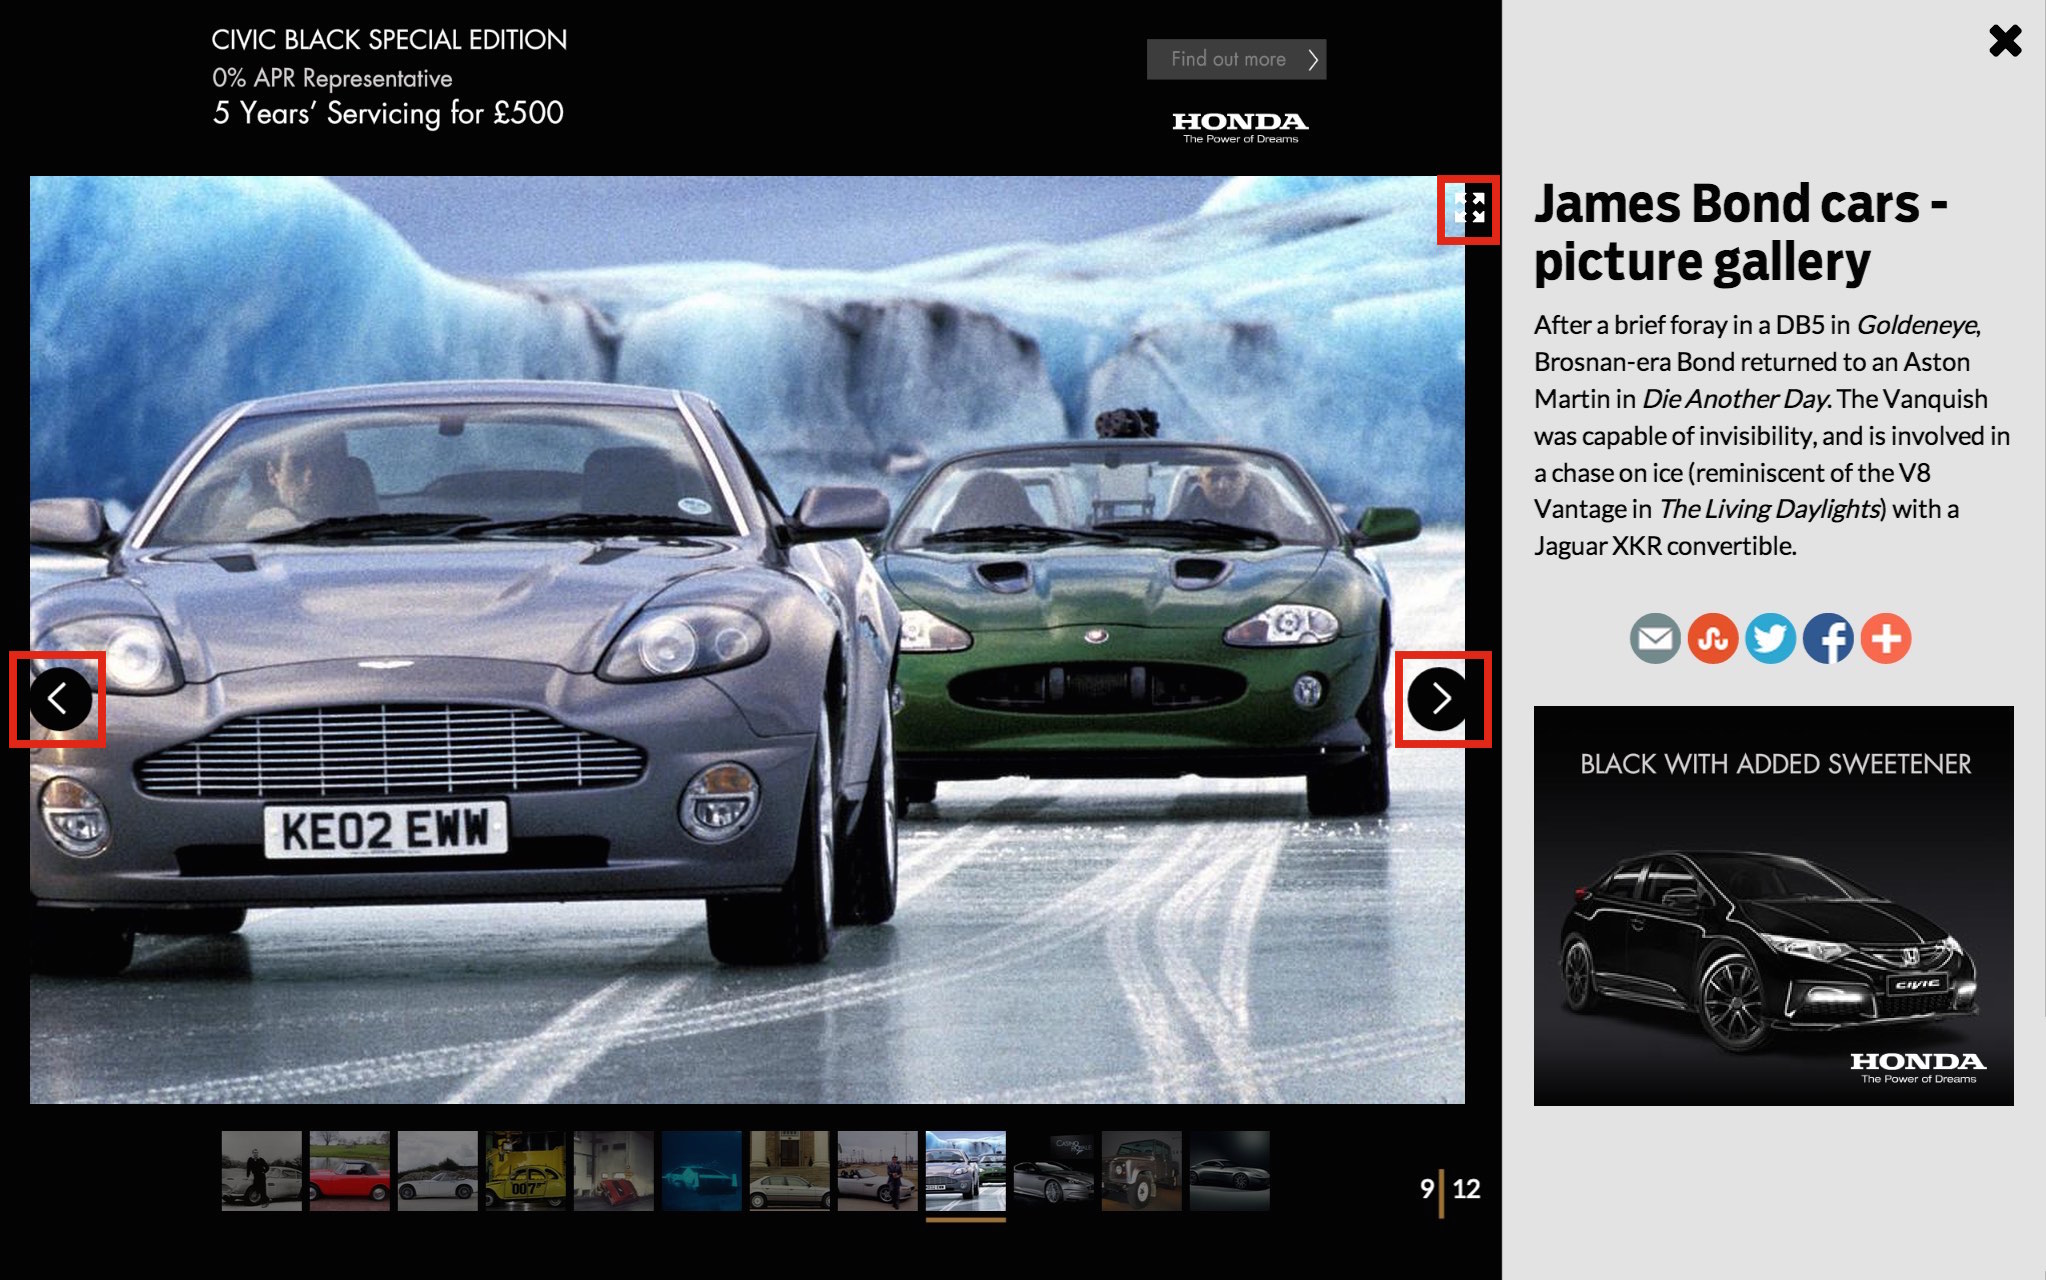 CIVIC BLACK SPECIAL EDITION
0% APR Representative
5 Years' Servicing for £500
Find out more
HONDA
The Power of Dreams
James Bond cars -
picture gallery
After a brief foray in a DB5 in Goldeneye,
Brosnan-era Bond returned to an Aston
Martin in Die Another Day. The Vanquish
was capable of invisibility, and is involved in
a chase on ice (reminiscent of the V8
Vantage in The Living Daylights) with a
Jaguar XKR convertible.
KE02 EWW
BLACK WITH ADDED SWEETENER
CIVIC
HONDA
The Power of Dreams
007
9 | 12